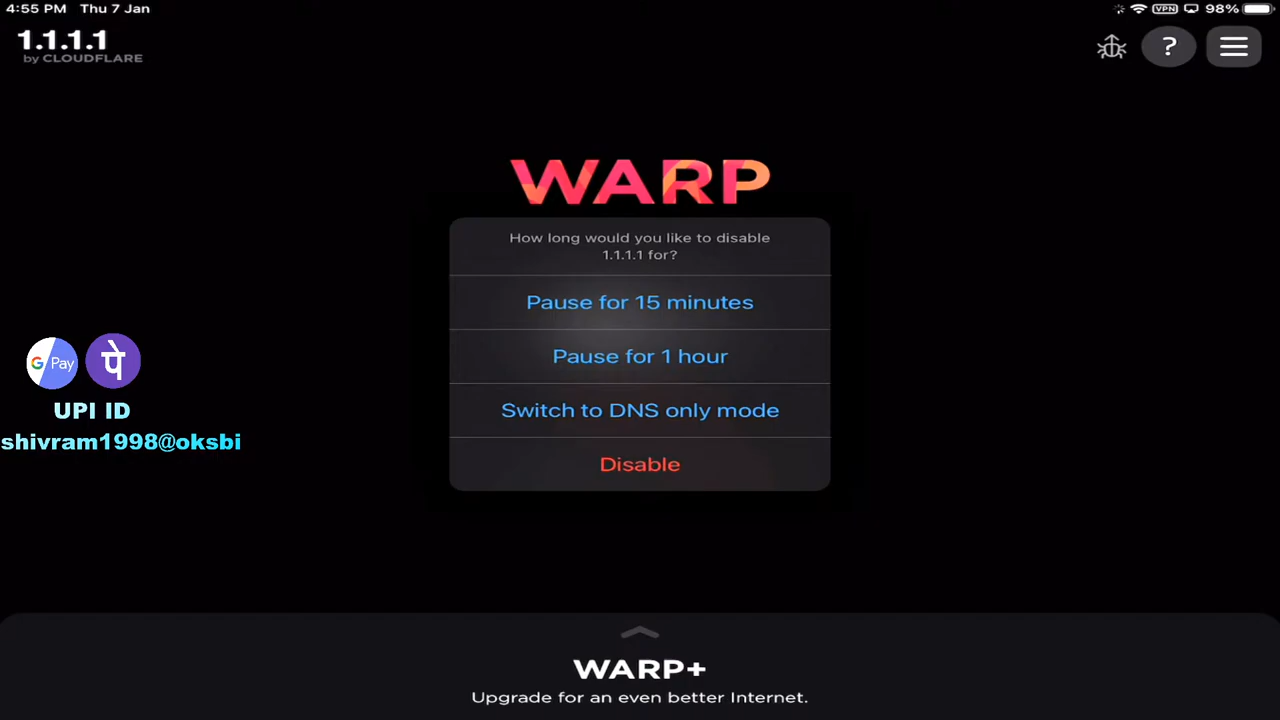 4:55 PM Thu 7 Jan
VPN 98%
1.1.1.1
by CLOUDFLARE
?
WARP
How long would you like to disable
1.1.1.1 for?
Pause for 15 minutes
Pause for 1 hour
Switch to DNS only mode
Disable
G Pay पे
UPI ID
shivram1998@oksbi
WARP+
Upgrade for an even better Internet.